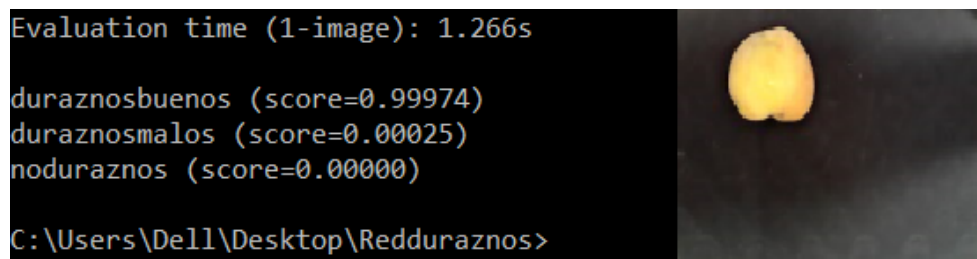 Evaluation time (1-image): 1.266s
duraznosbuenos (score=0.99974)
duraznosmalos (score=0.00025)
noduraznos (score=0.00000)
C:\Users\Dell\Desktop\Redduraznos>